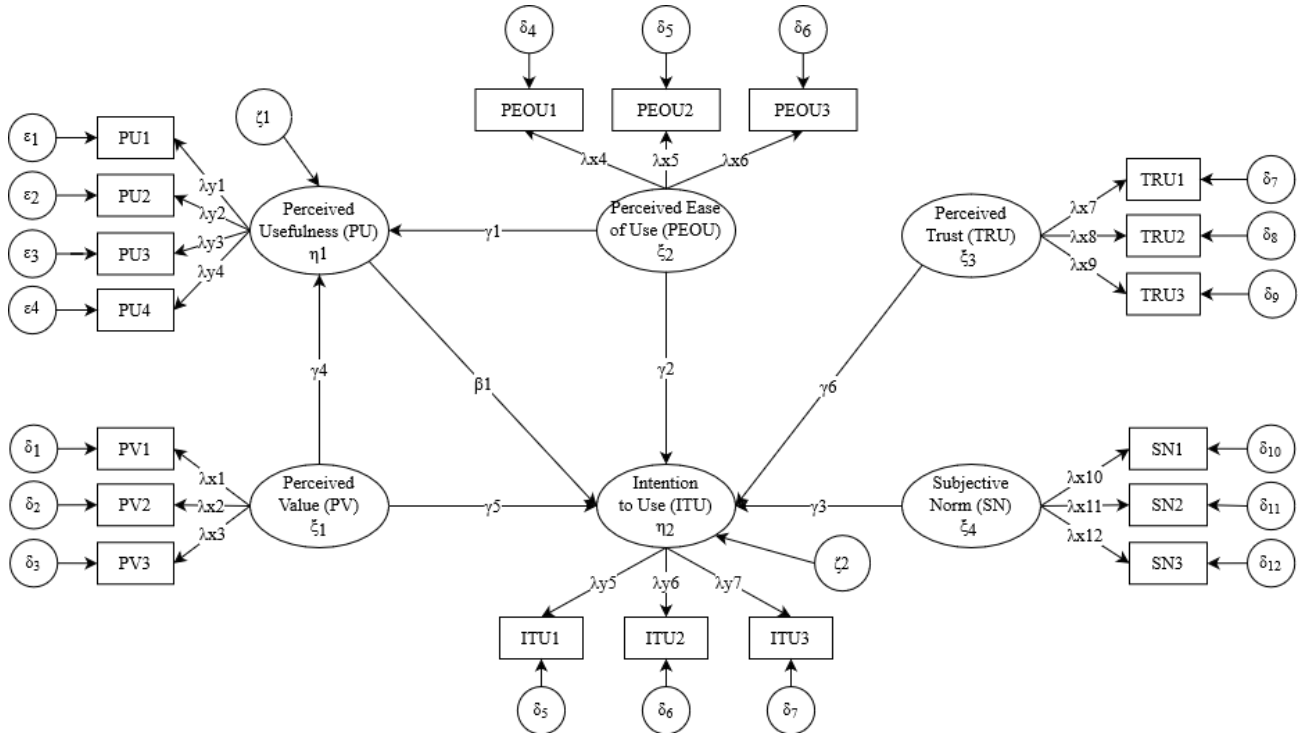 δ4
δ5
δ6
PEOU1
PEOU2
PEOU3
λx4
λx5
λx6
ζ1
ε1
PU1
ε2
PU2
ε3
PU3
ε4
PU4
λy1
λy2
λy3
λy4
Perceived
Usefulness (PU)
η1
γ1
Perceived Ease
of Use (PEOU)
ξ2
Perceived
Trust (TRU)
ξ3
λx7
λx8
λx9
TRU1
δ7
TRU2
δ8
TRU3
δ9
γ4
β1
γ2
γ6
δ1
PV1
δ2
PV2
δ3
PV3
λx1
λx2
λx3
Perceived
Value (PV)
ξ1
γ5
Intention
to Use (ITU)
η2
γ3
Subjective
Norm (SN)
ξ4
λx10
λx11
λx12
SN1
δ10
SN2
δ11
SN3
δ12
ζ2
λy5
λy6
λy7
ITU1
ITU2
ITU3
δ5
δ6
δ7